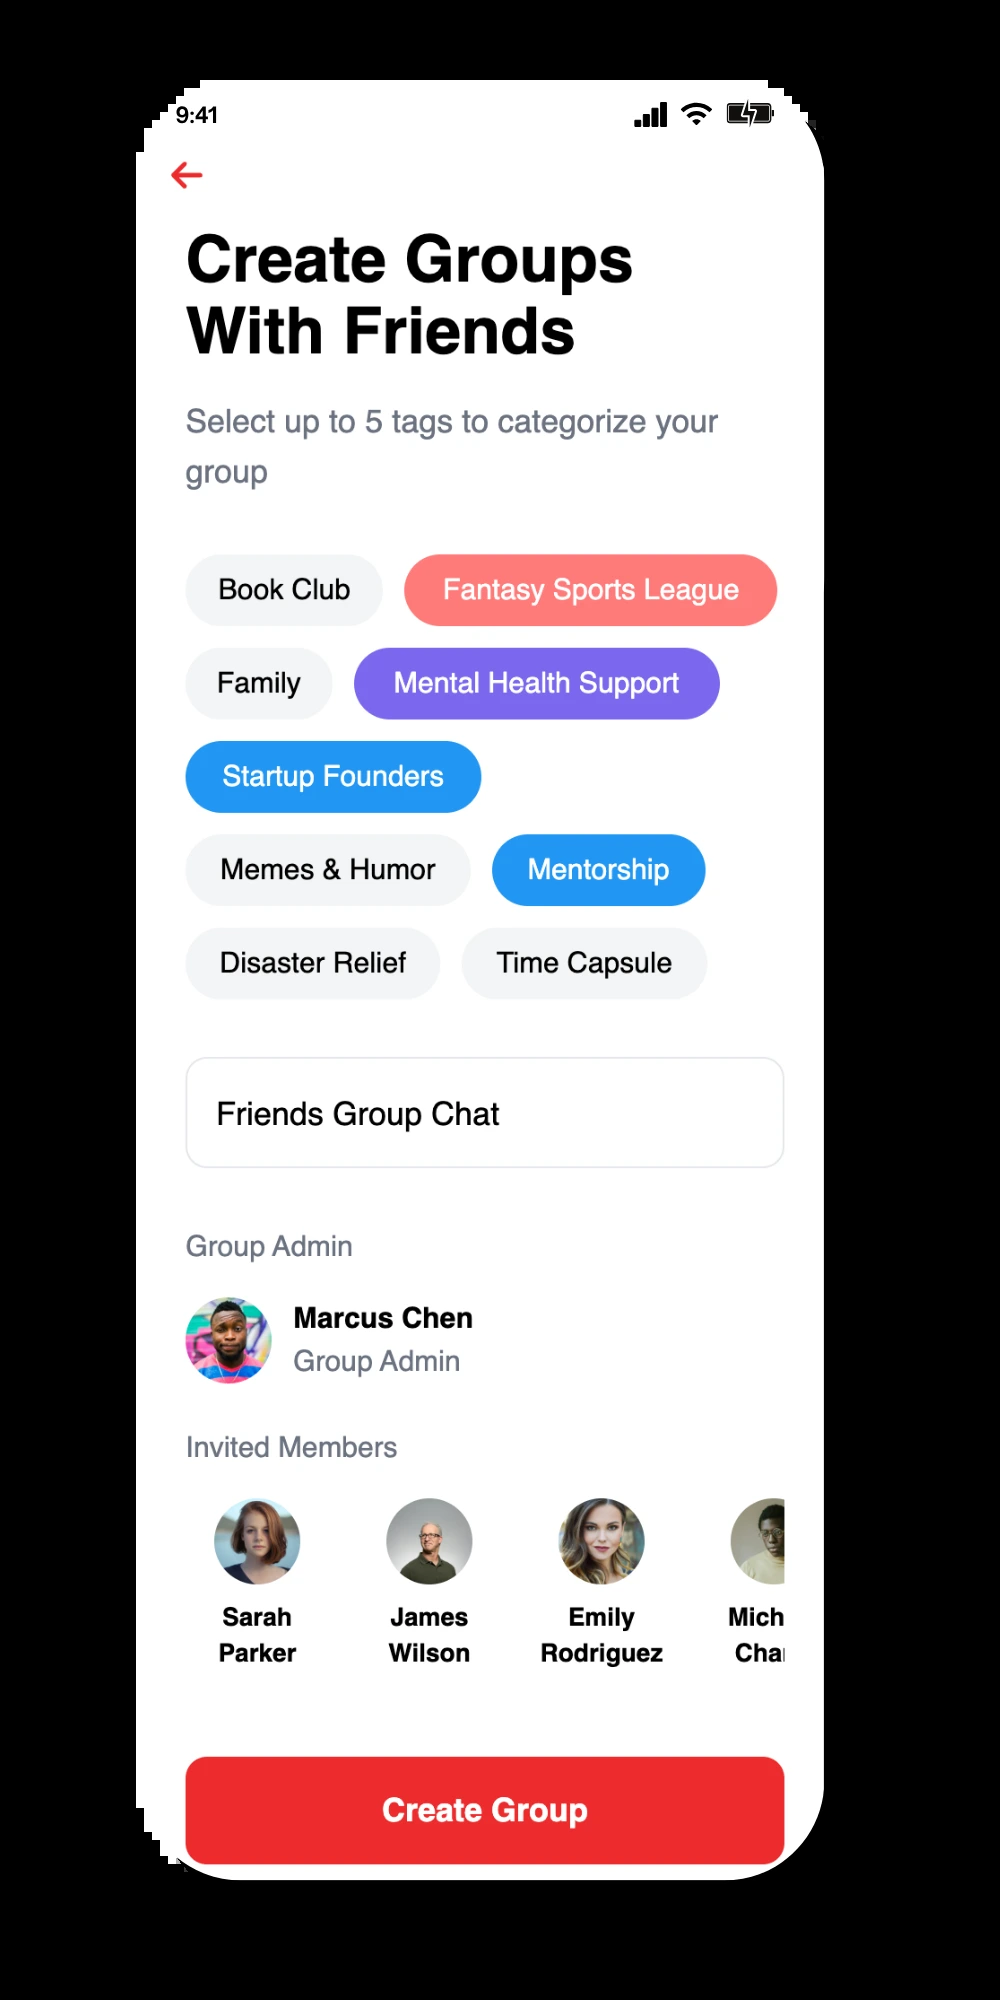 9:41
Create Groups
With Friends
Select up to 5 tags to categorize your
group
Book Club
Fantasy Sports League
Family
Mental Health Support
Startup Founders
Memes & Humor
Mentorship
Disaster Relief
Time Capsule
Friends Group Chat
Group Admin
Marcus Chen
Group Admin
Invited Members
Sarah
Parker
James
Wilson
Emily
Rodriguez
Mich
Cha
Create Group